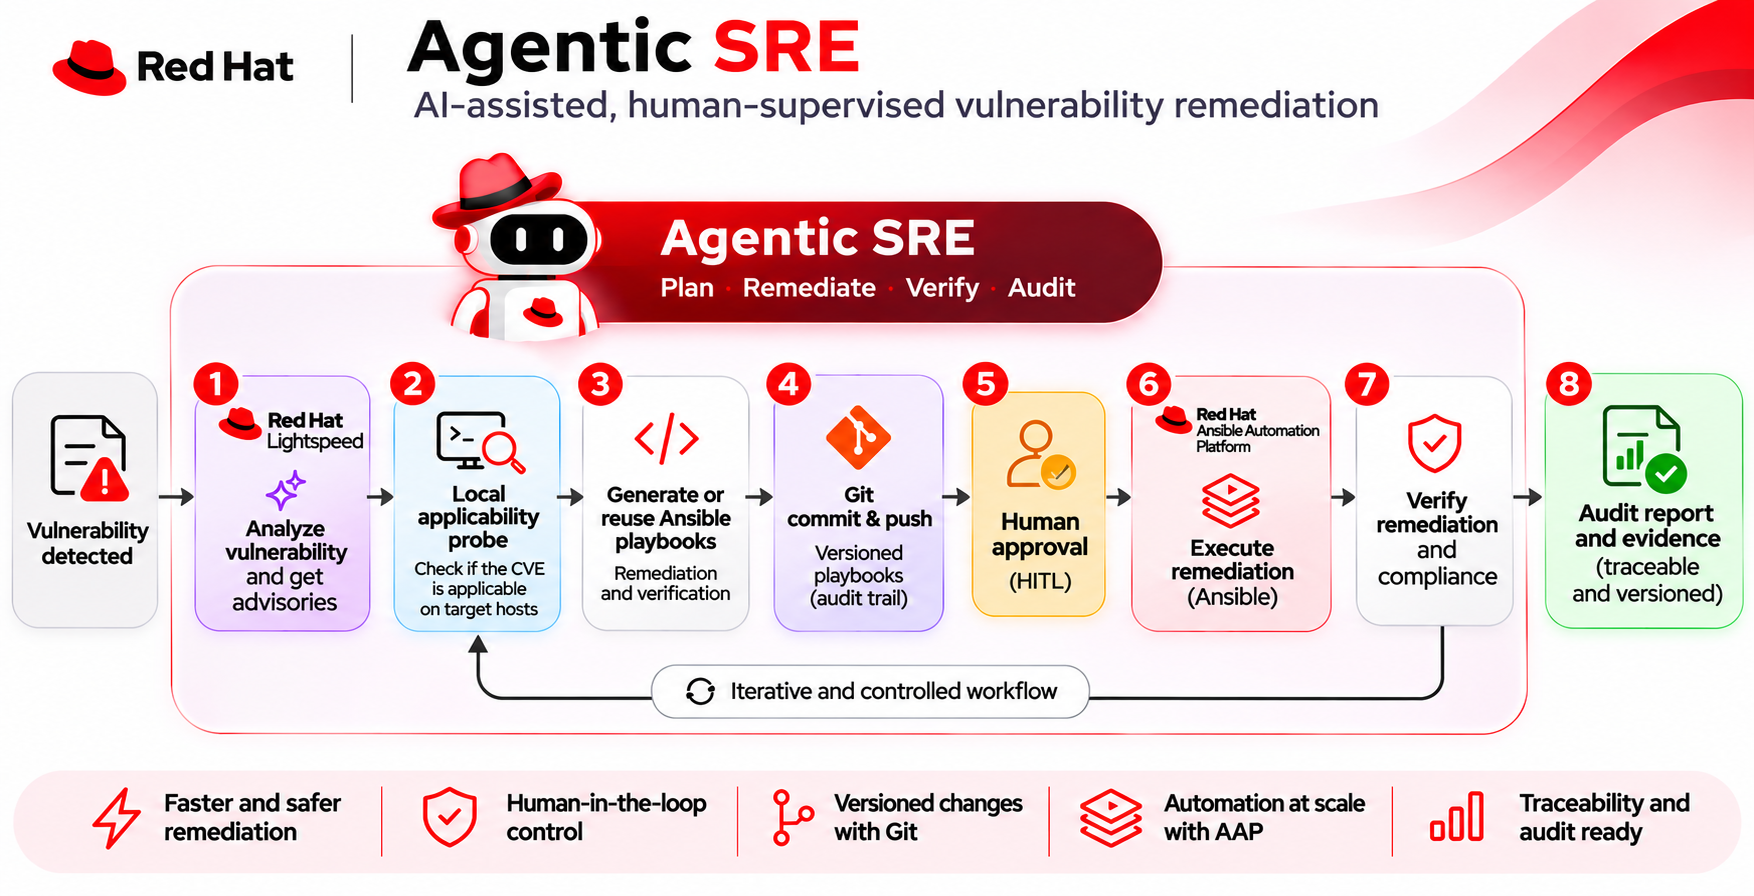 Red Hat
Agentic SRE
AI-assisted, human-supervised vulnerability remediation
Agentic SRE
Plan · Remediate · Verify · Audit
Vulnerability
detected
1
Red Hat
Lightspeed
Analyze
vulnerability
and get
advisories
2
Local
applicability
probe
Check if the CVE
is applicable
on target hosts
3
Generate or
reuse Ansible
playbooks
Remediation
and verification
4
Git
commit & push
Versioned
playbooks
(audit trail)
5
Human
approval
(HITL)
6
Red Hat
Ansible Automation
Platform
Execute
remediation
(Ansible)
7
Verify
remediation
and
compliance
8
Audit report
and evidence
(traceable
and versioned)
Iterative and controlled workflow
Faster and safer
remediation
Human-in-the-loop
control
Versioned changes
with Git
Automation at scale
with AAP
Traceability and
audit ready